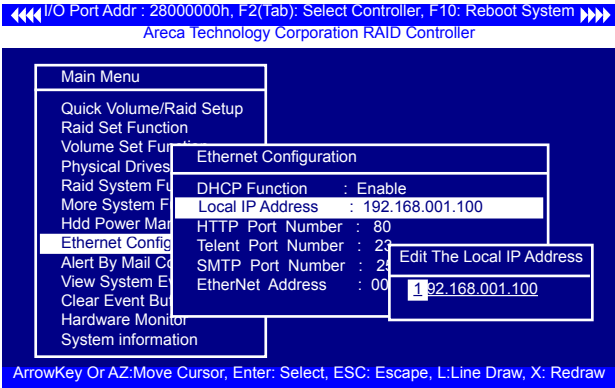 I/O Port Addr : 28000000h, F2(Tab): Select Controller, F10: Reboot System
Areca Technology Corporation RAID Controller
Main Menu
Quick Volume/Raid Setup
Raid Set Function
Volume Set Fun
Physical Drives
Raid System Fu
More System F
Hdd Power Man
Ethernet Config
Alert By Mail Co
View System Ev
Clear Event Bu
Hardware Monitor
System information
Ethernet Configuration
DHCP Function : Enable
Local IP Address : 192.168.001.100
HTTP Port Number : 80
Telent Port Number : 23
SMTP Port Number : 25
EtherNet Address : 00
Edit The Local IP Address
192.168.001.100
ArrowKey Or AZ:Move Cursor, Enter: Select, ESC: Escape, L:Line Draw, X: Redraw